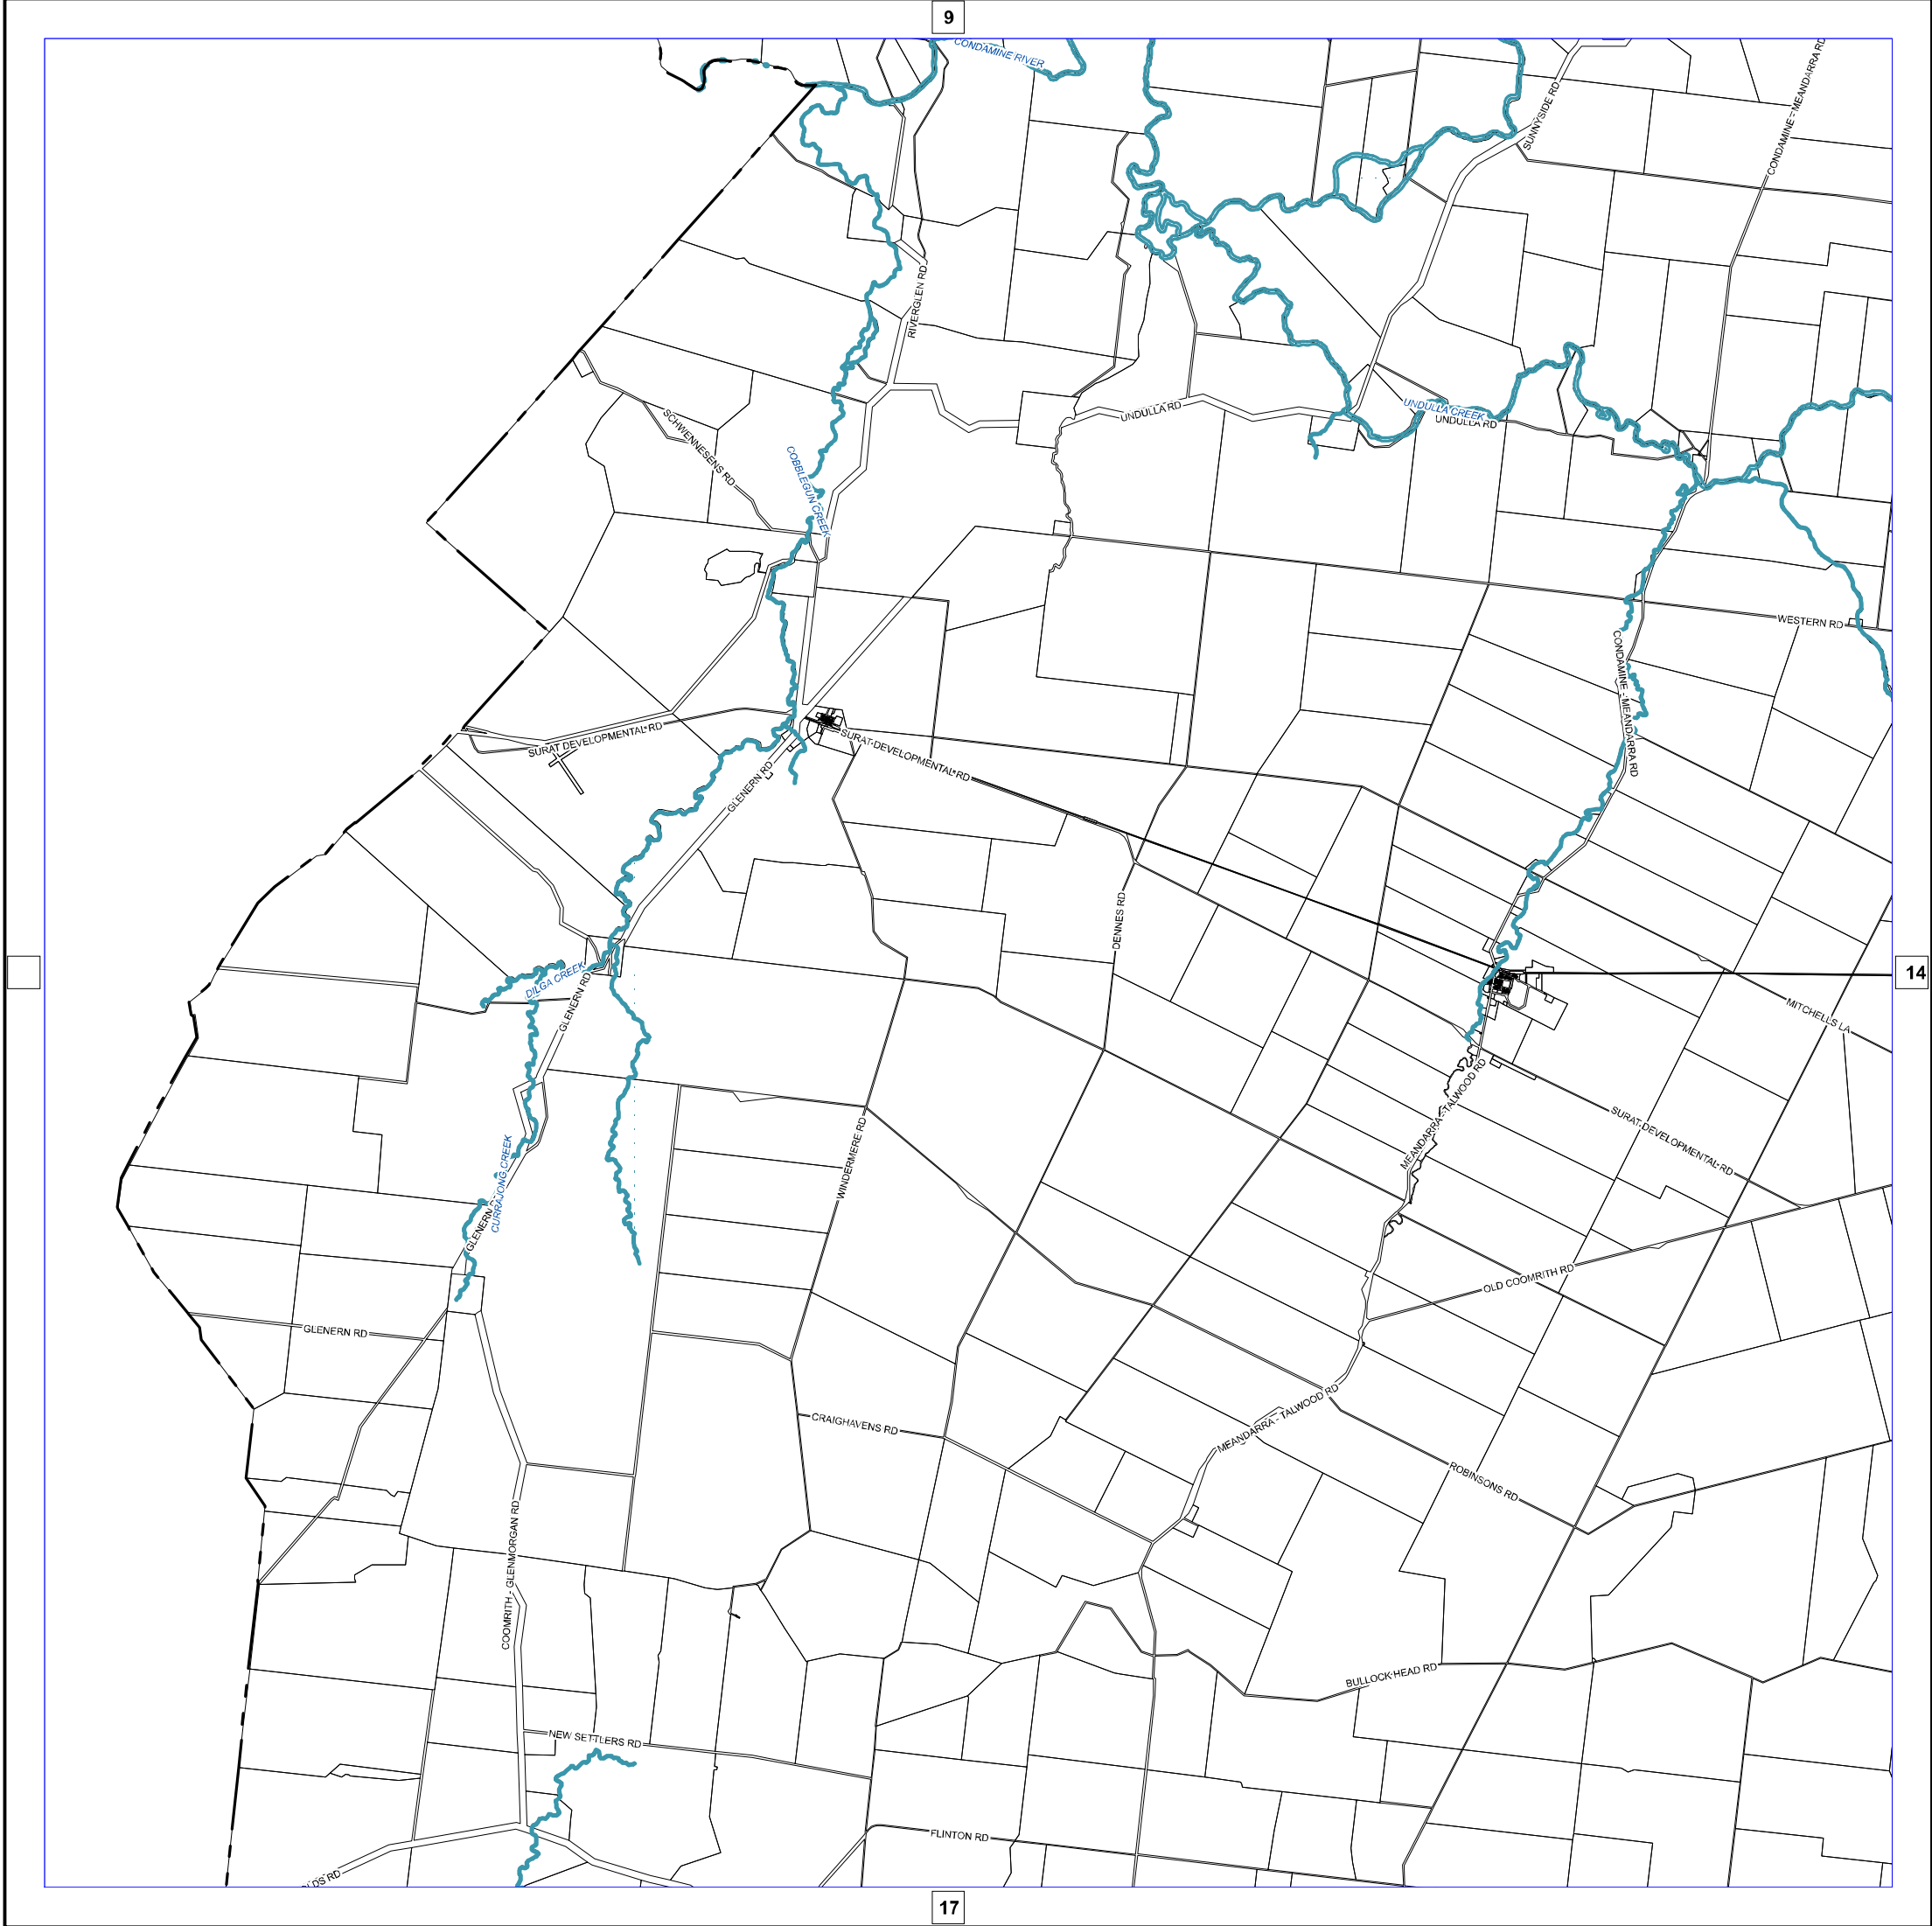 9
CONDAMINE RIVER
SUNNYSIDE RD
CONDAMINE - MEANDARRA RD
RIVERGLEN RD
UNDULLA RD
UNDULLA CREEK
UNDULLA RD
SCHWENNESENS RD
COBBLEGUN CREEK
WESTERN RD
CONDAMINE - MEANDARRA RD
SURAT DEVELOPMENTAL RD
SURAT DEVELOPMENTAL RD
GLENERN RD
DENNES RD
DILGA CREEK
GLENERN RD
14
MITCHELLS LA
MEANDARRA - TALWOOD RD
SURAT DEVELOPMENTAL RD
WINDERMERE RD
CURRAJONG CREEK
GLENERN
OLD COOMRITH RD
GLENERN RD
MEANDARRA - TALWOOD RD
CRAIGHAVENS RD
ROBINSONS RD
COOMRITH - GLENMORGAN RD
BULLOCK HEAD RD
NEW SETTLERS RD
FLINTON RD
LDS RD
17